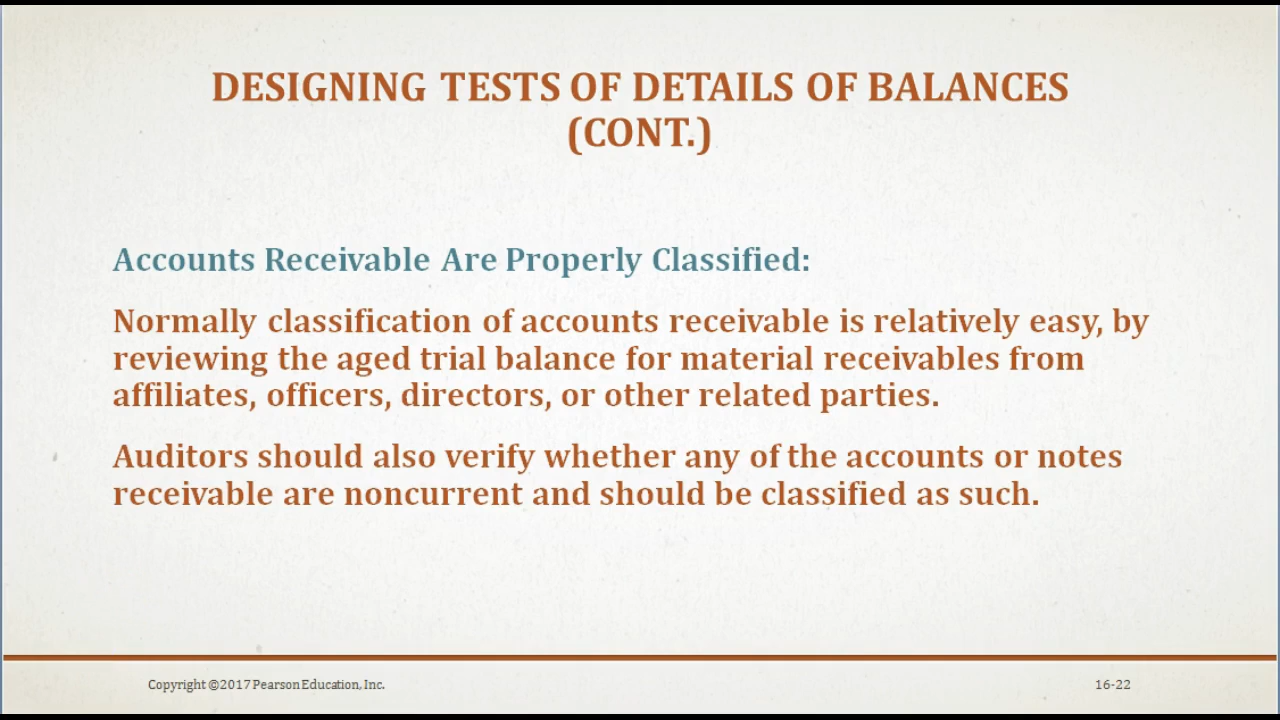 DESIGNING TESTS OF DETAILS OF BALANCES
(CONT.)
Accounts Receivable Are Properly Classified:
Normally classification of accounts receivable is relatively easy, by
reviewing the aged trial balance for material receivables from
affiliates, officers, directors, or other related parties.
Auditors should also verify whether any of the accounts or notes
receivable are noncurrent and should be classified as such.
Copyright ©2017 Pearson Education, Inc.
16-22